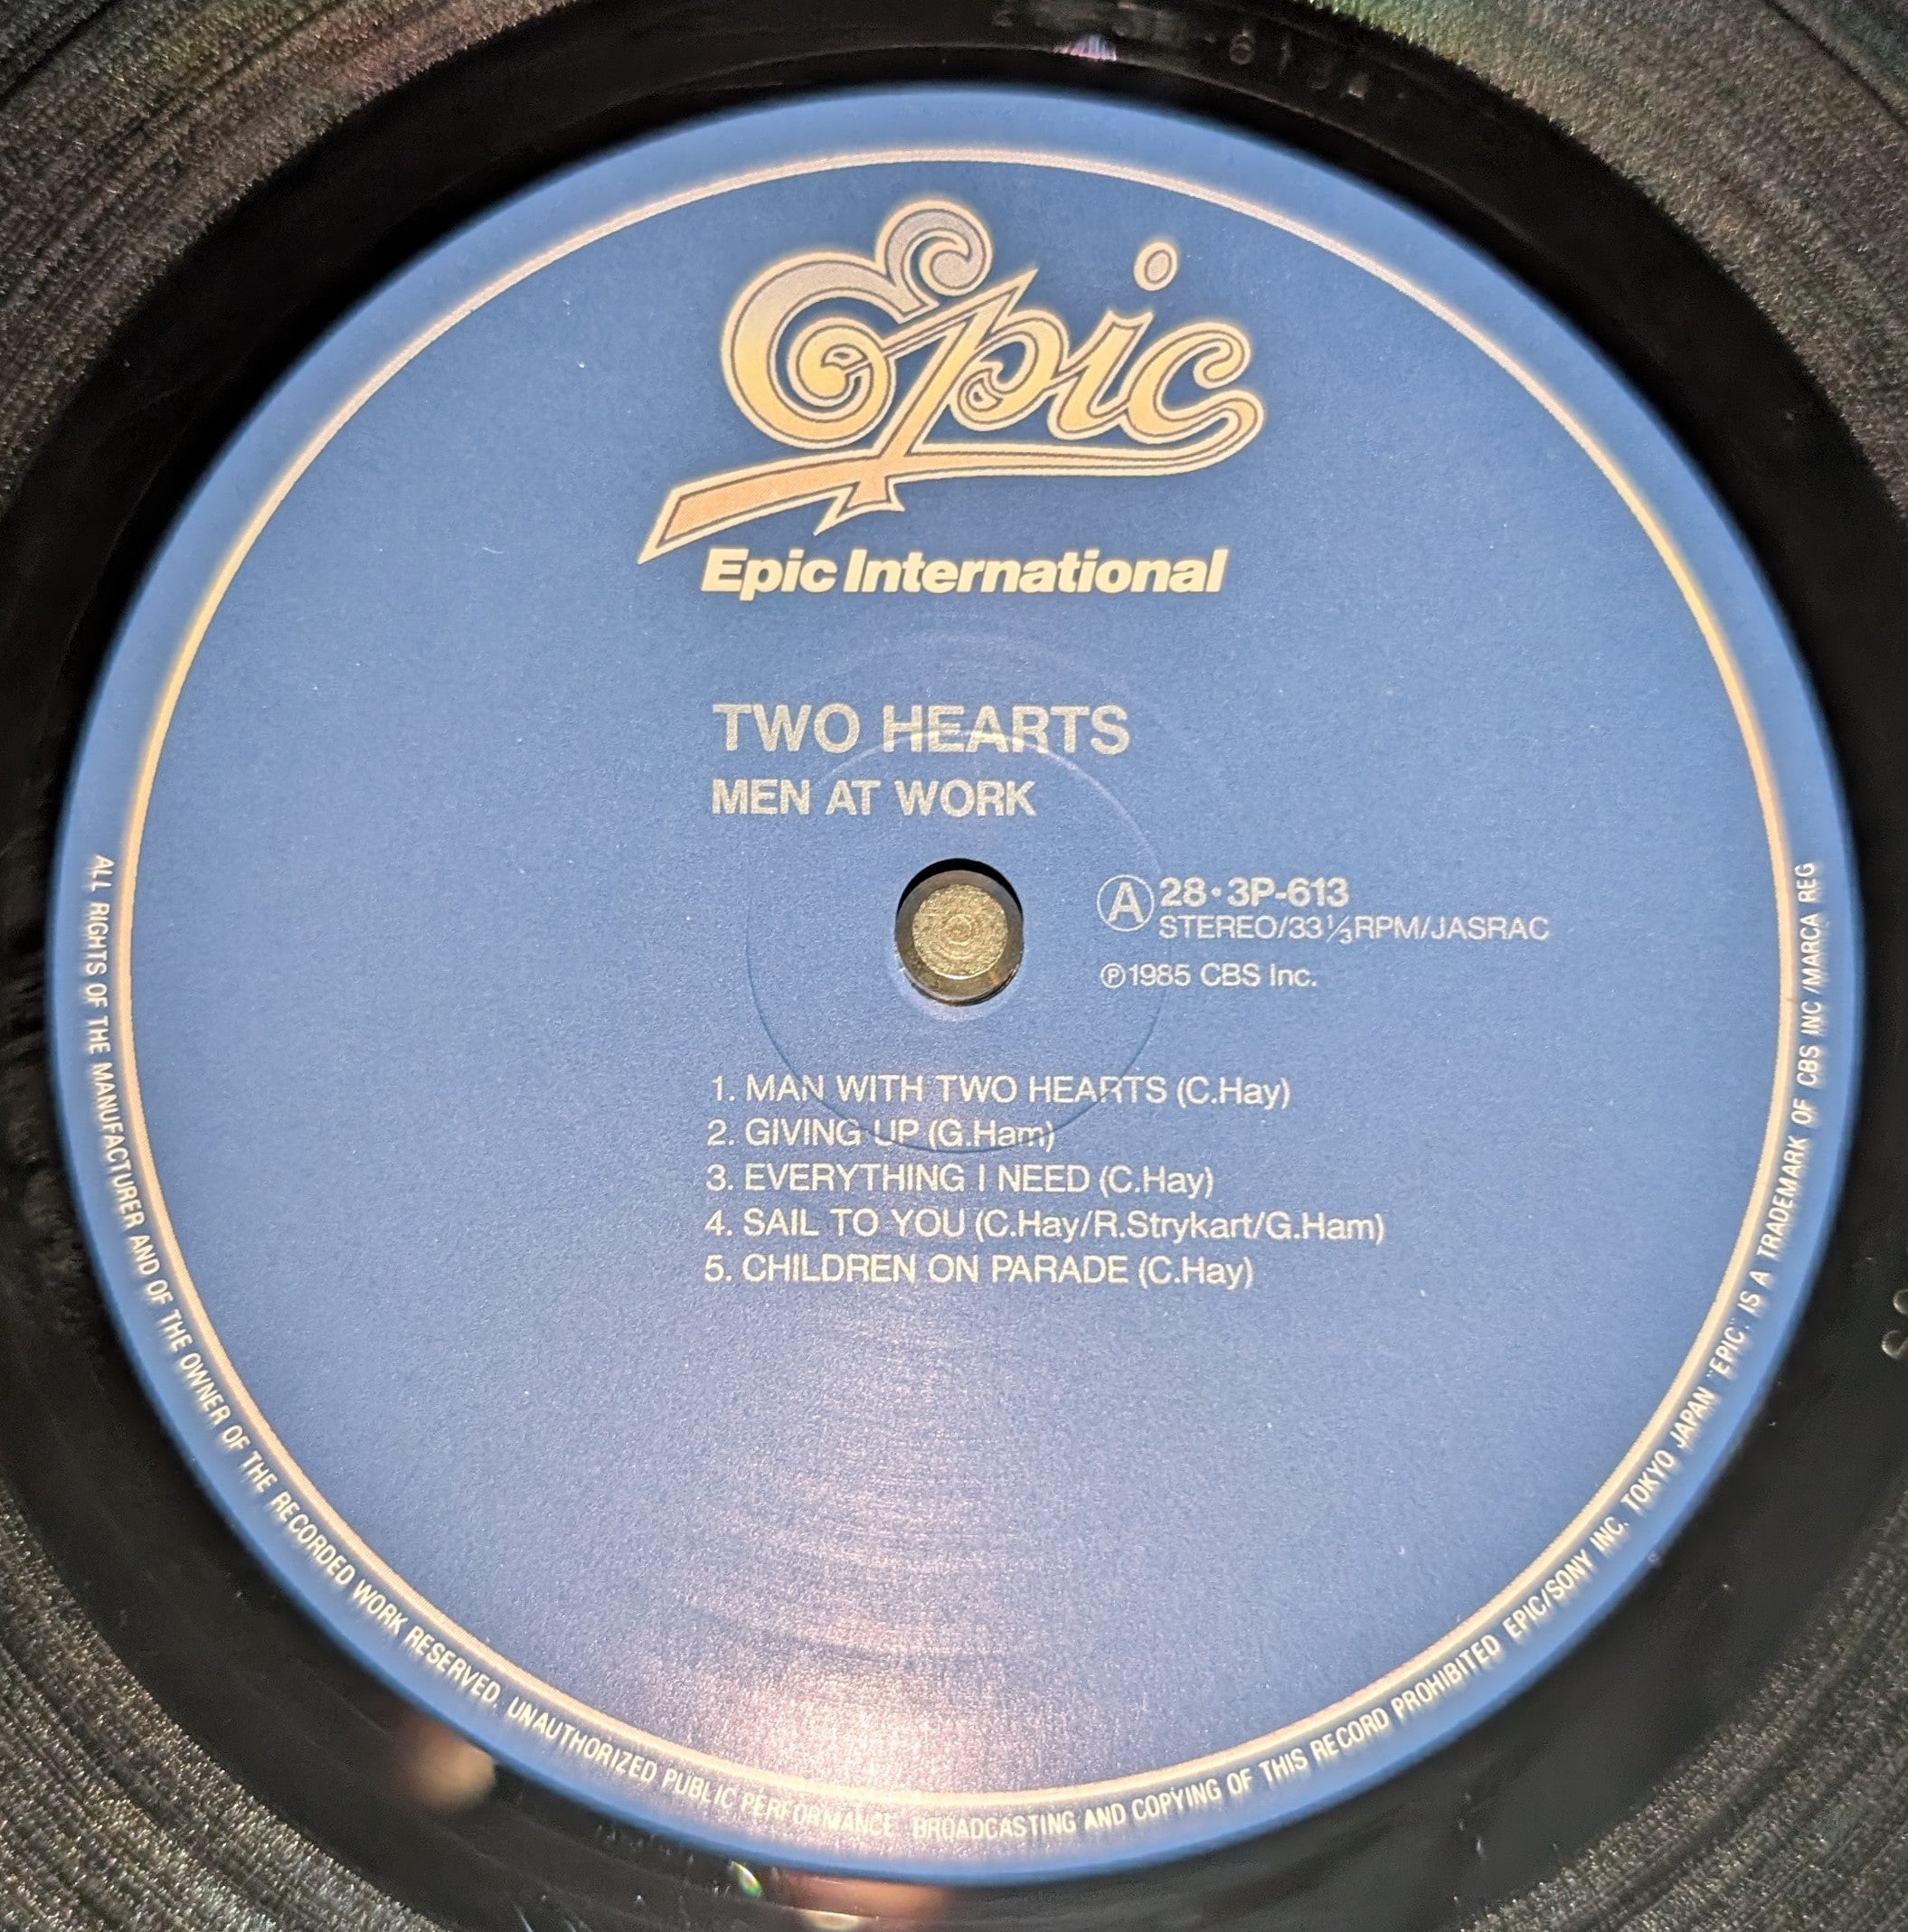 Epic
Epic International
TWO HEARTS
MEN AT WORK
A 28・3P-613
STEREO/33⅓RPM/JASRAC
℗1985 CBS Inc.
1. MAN WITH TWO HEARTS (C.Hay)
2. GIVING UP (G.Ham)
3. EVERYTHING I NEED (C.Hay)
4. SAIL TO YOU (C.Hay/R.Strykart/G.Ham)
5. CHILDREN ON PARADE (C.Hay)
ALL RIGHTS OF THE MANUFACTURER AND OF THE OWNER OF THE RECORDED WORK RESERVED. UNAUTHORIZED PUBLIC PERFORMANCE BROADCASTING AND COPYING OF THIS RECORD PROHIBITED EPIC/SONY INC. TOKYO JAPAN "EPIC" IS A TRADEMARK OF CBS INC /MARCA REG